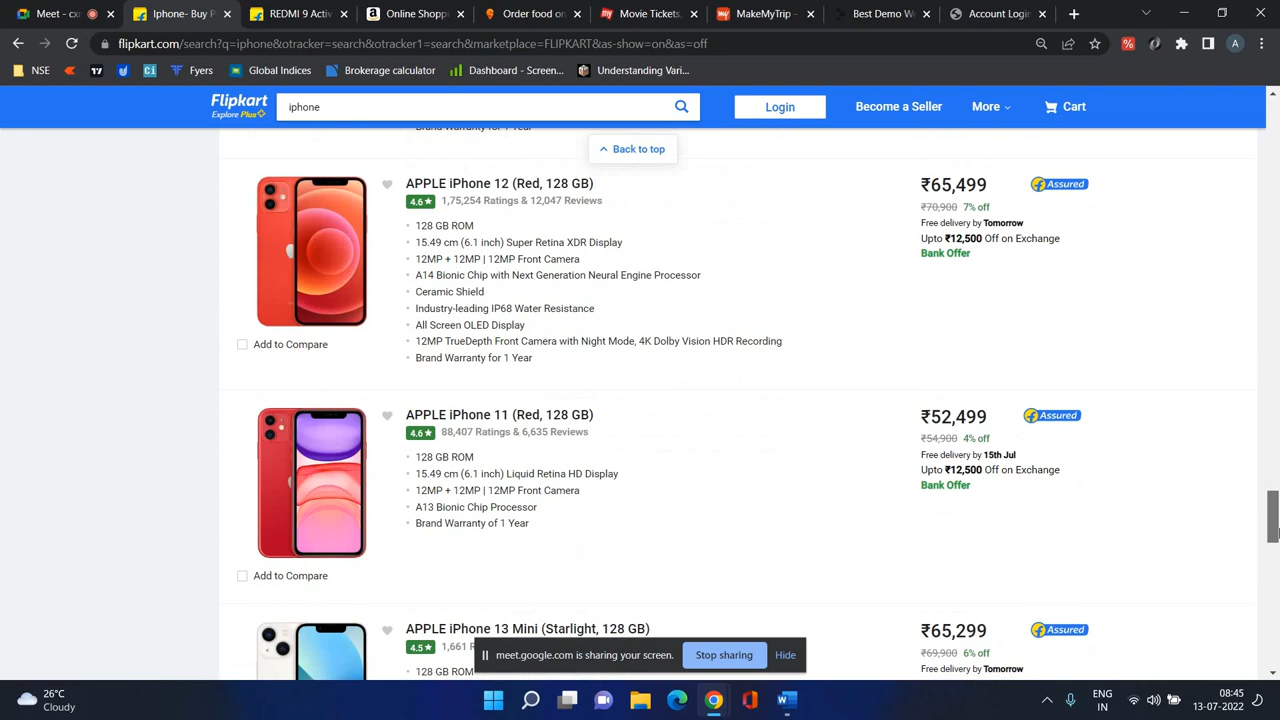 Meet - cx
Iphone- Buy P
REDMI 9 Activ
Online Shopp
Order food on
Movie Tickets,
MakeMyTrip -
Best Demo We
Account Login
flipkart.com/search?q=iphone&otracker=search&otracker1=search&marketplace=FLIPKART&as-show=on&as=off
A
NSE
Fyers
Global Indices
Brokerage calculator
Dashboard - Screen...
Understanding Vari...
Flipkart
Explore Plus
iphone
Login
Become a Seller
More
Cart
Brand Warranty for 1 Year
Back to top
APPLE iPhone 12 (Red, 128 GB)
4.6★ 1,75,254 Ratings & 12,047 Reviews
128 GB ROM
15.49 cm (6.1 inch) Super Retina XDR Display
12MP + 12MP | 12MP Front Camera
A14 Bionic Chip with Next Generation Neural Engine Processor
Ceramic Shield
Industry-leading IP68 Water Resistance
All Screen OLED Display
12MP TrueDepth Front Camera with Night Mode, 4K Dolby Vision HDR Recording
Brand Warranty for 1 Year
Add to Compare
₹65,499
Assured
₹70,900 7% off
Free delivery by Tomorrow
Upto ₹12,500 Off on Exchange
Bank Offer
APPLE iPhone 11 (Red, 128 GB)
4.6★ 88,407 Ratings & 6,635 Reviews
128 GB ROM
15.49 cm (6.1 inch) Liquid Retina HD Display
12MP + 12MP | 12MP Front Camera
A13 Bionic Chip Processor
Brand Warranty of 1 Year
Add to Compare
₹52,499
Assured
₹54,900 4% off
Free delivery by 15th Jul
Upto ₹12,500 Off on Exchange
Bank Offer
APPLE iPhone 13 Mini (Starlight, 128 GB)
4.5★ 1,661 R
128 GB ROM
₹65,299
Assured
₹69,900 6% off
Free delivery by Tomorrow
meet.google.com is sharing your screen.
Stop sharing
Hide
26°C
Cloudy
ENG
IN
08:45
13-07-2022